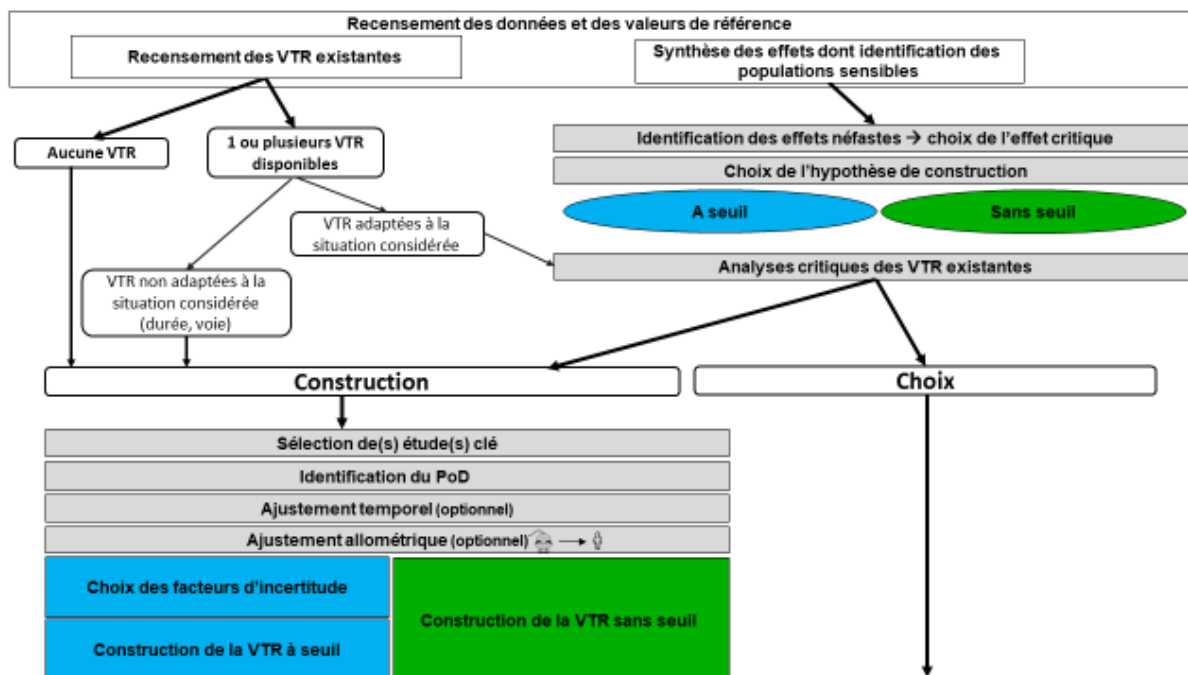 Recensement des données et des valeurs de référence
Recensement des VTR existantes
Synthèse des effets dont identification des
populations sensibles
Aucune VTR
1 ou plusieurs VTR
disponibles
Identification des effets néfastes → choix de l'effet critique
Choix de l'hypothèse de construction
A seuil
Sans seuil
VTR adaptées à la
situation considérée
Analyses critiques des VTR existantes
VTR non adaptées à la
situation considérée
(durée, voie)
Construction
Choix
Sélection de(s) étude(s) clé
Identification du PoD
Ajustement temporel (optionnel)
Ajustement allométrique (optionnel)
Choix des facteurs d'incertitude
Construction de la VTR sans seuil
Construction de la VTR à seuil